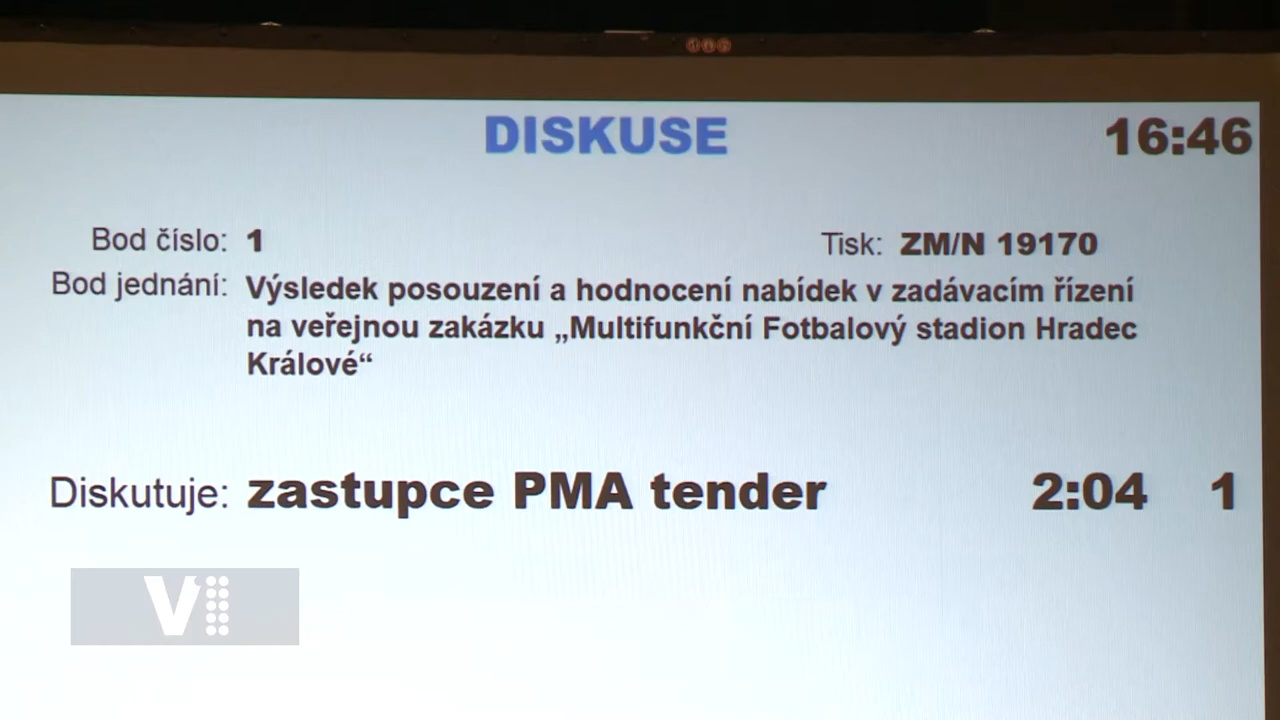 DISKUSE 16:46
Bod číslo: 1 Tisk: ZM/N 19170
Bod jednání: Výsledek posouzení a hodnocení nabídek v zadávacím řízení
na veřejnou zakázku „Multifunkční Fotbalový stadion Hradec
Králové“
Diskutuje: zastupce PMA tender 2:04 1
V